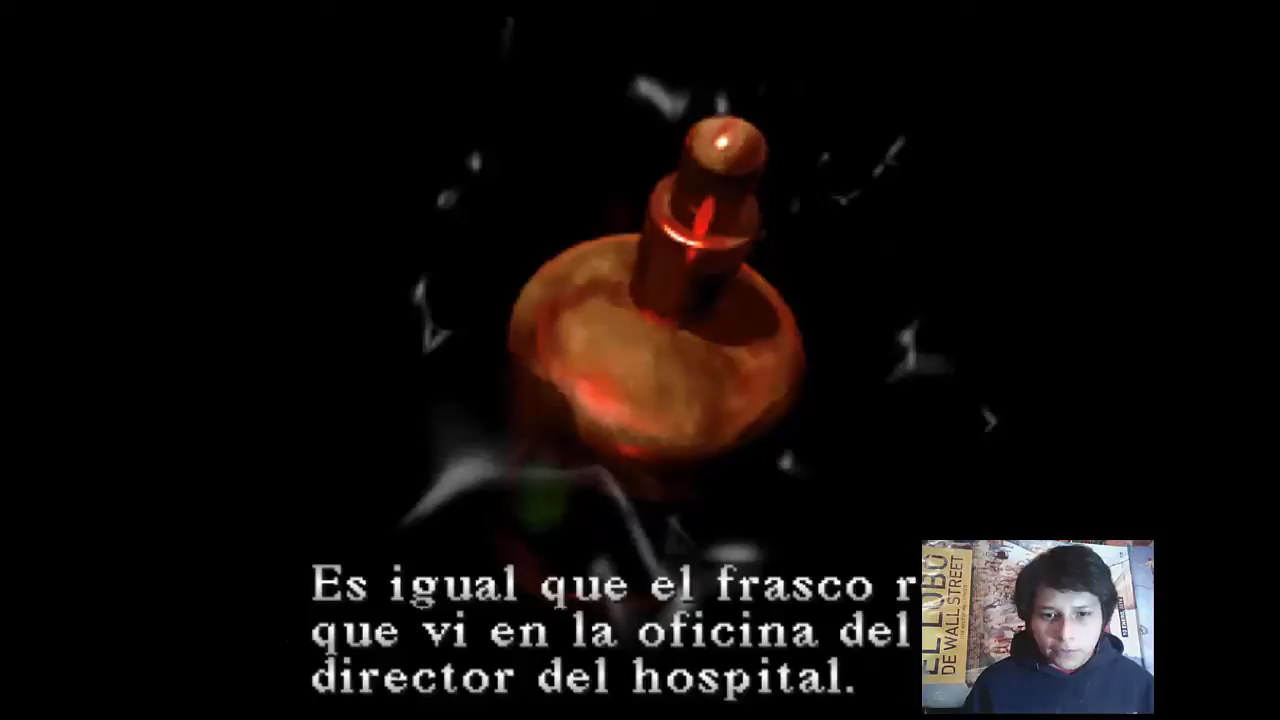 Es igual que el frasco r
que vi en la oficina del
director del hospital.
EL LOBO
DE WALL STREET